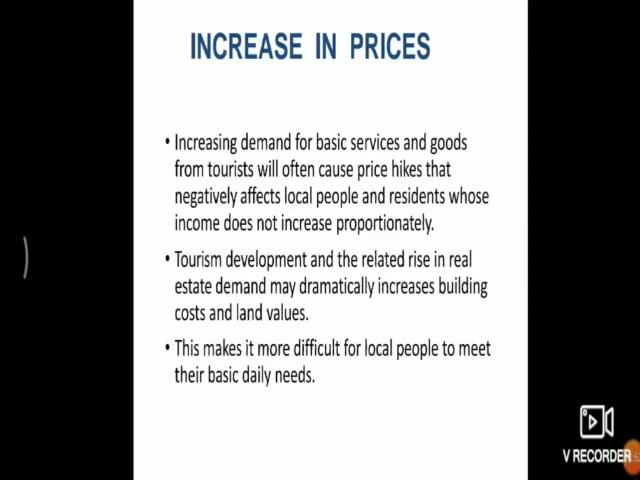 INCREASE IN PRICES
• Increasing demand for basic services and goods
from tourists will often cause price hikes that
negatively affects local people and residents whose
income does not increase proportionately.
• Tourism development and the related rise in real
estate demand may dramatically increases building
costs and land values.
• This makes it more difficult for local people to meet
their basic daily needs.
V RECORDER